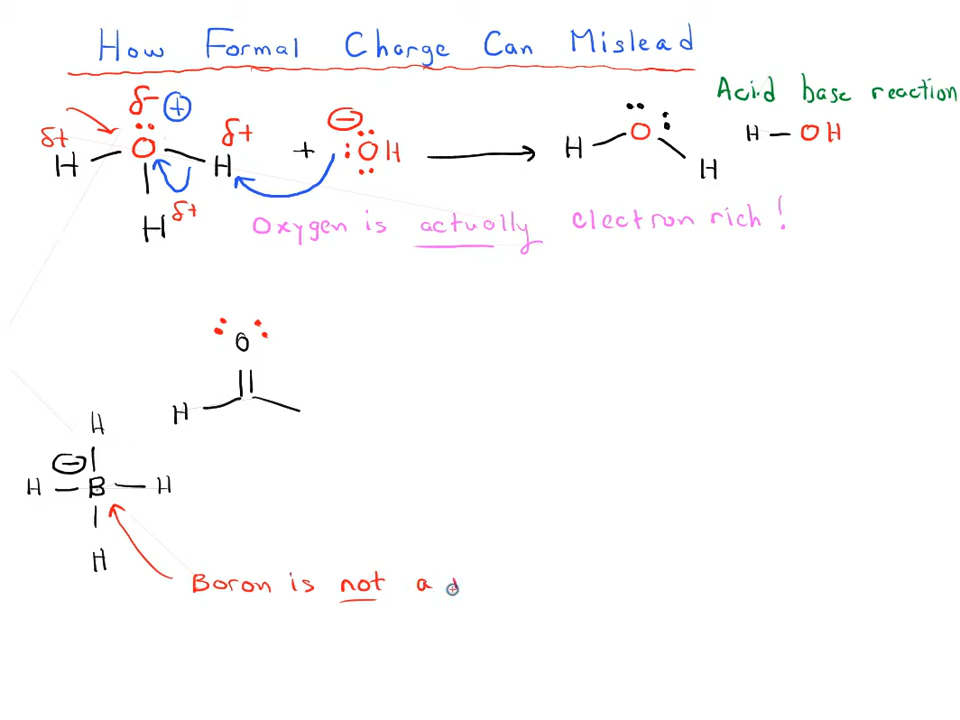 How Formal Charge Can Mislead
Acid base reaction
δ- ⊕
δ+ δ+ ⊖
H O H + :OH H O H H-OH
H δ+
Oxygen is actually electron rich!
O
H
H
⊖
H B H
H
Boron is not a